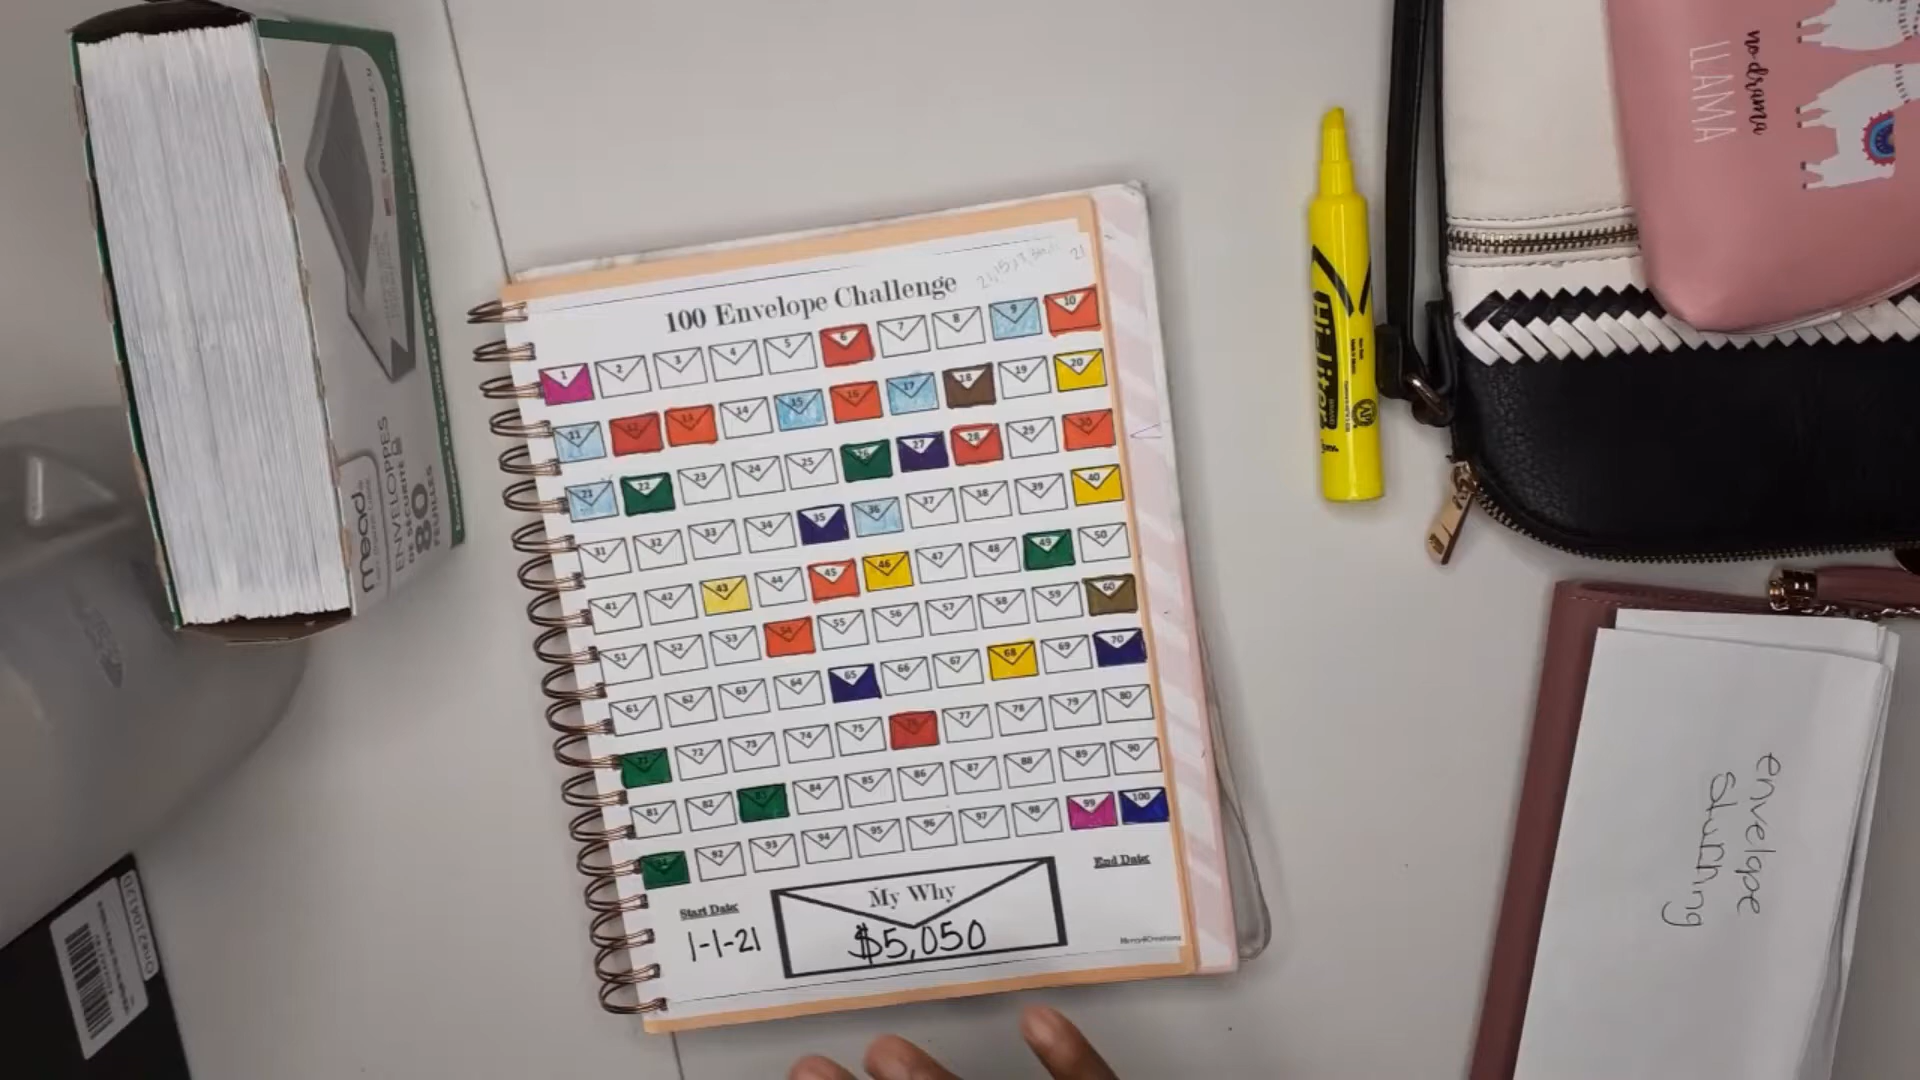 100 Envelope Challenge
21
1 2 3 4 5 6 7 8 9 10
11 12 13 14 15 16 17 18 19 20
21 22 23 24 25 26 27 28 29 30
31 32 33 34 35 36 37 38 39 40
41 42 43 44 45 46 47 48 49 50
51 52 53 54 55 56 57 58 59 60
61 62 63 64 65 66 67 68 69 70
71 72 73 74 75 76 77 78 79 80
81 82 83 84 85 86 87 88 89 90
91 92 93 94 95 96 97 98 99 100
Start Date:
1-1-21
My Why
$5,050
End Date:
Hi-Liter
no drama
LLAMA
envelope
stuffing
mead
ENVELOPPES
DE SÉCURITÉ
80